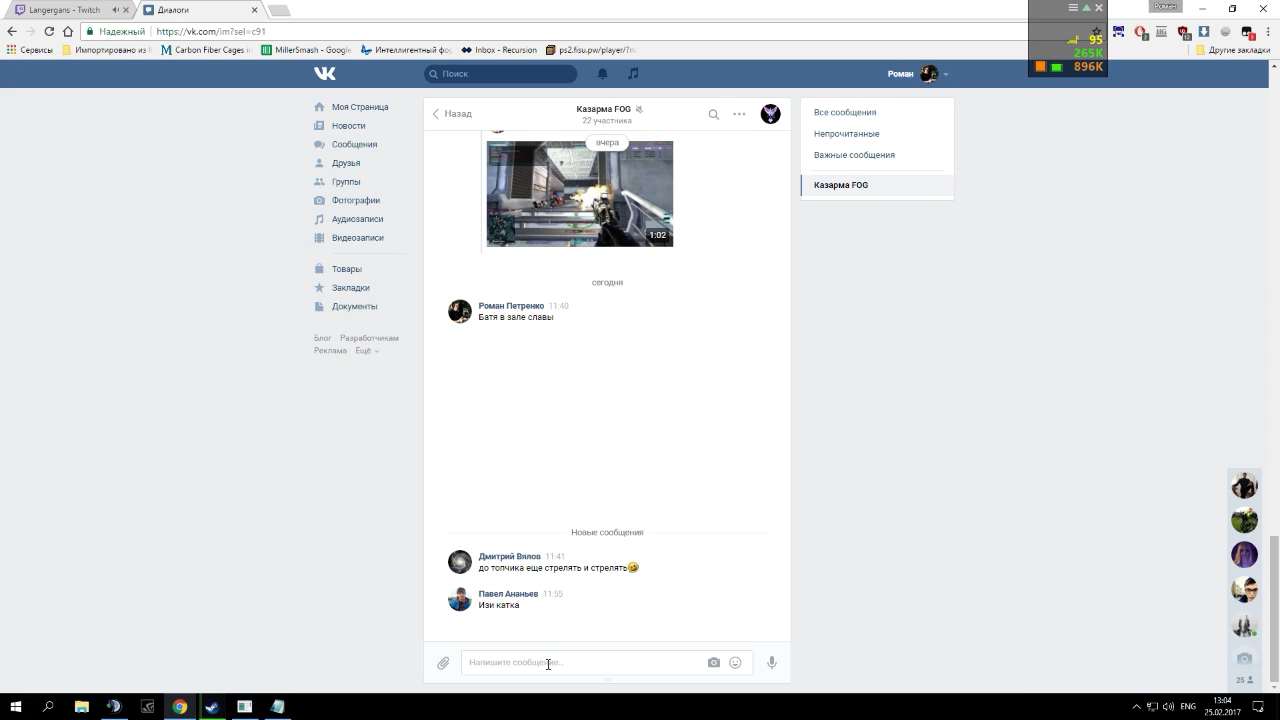 Langergans - Twitch
Диалоги
Роман
Надежный
https://vk.com/im?sel=c91
Сервисы
Импортировано из I
Carbon Fiber Cages ir
MillerSmash - Google
Интеллигентный фор
Inbox - Recursion
ps2.fisu.pw/player/?n
Другие закладки
95
265K
896K
Поиск
Роман
Моя Страница
Новости
Сообщения
Друзья
Группы
Фотографии
Аудиозаписи
Видеозаписи
Товары
Закладки
Документы
Блог Разработчикам
Реклама Ещё
Назад
Казарма FOG
22 участника
вчера
1:02
сегодня
Роман Петренко 11:40
Батя в зале славы
Новые сообщения
Дмитрий Вялов 11:41
до топчика еще стрелять и стрелять🤣
Павел Ананьев 11:55
Изи катка
Напишите сообщение...
Все сообщения
Непрочитанные
Важные сообщения
Казарма FOG
25
ENG
13:04
25.02.2017